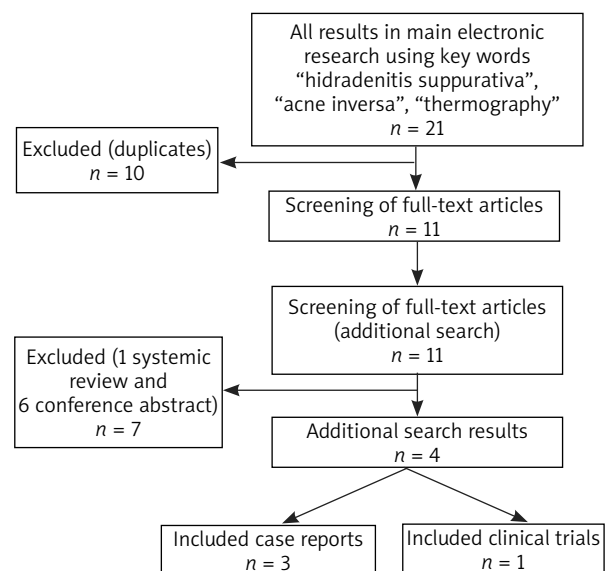 All results in main electronic
research using key words
“hidradenitis suppurativa”,
“acne inversa”, “thermography”
n = 21
Excluded (duplicates)
n = 10
Screening of full-text articles
n = 11
Screening of full-text articles
(additional search)
n = 11
Excluded (1 systemic
review and
6 conference abstract)
n = 7
Additional search results
n = 4
Included case reports
n = 3
Included clinical trials
n = 1